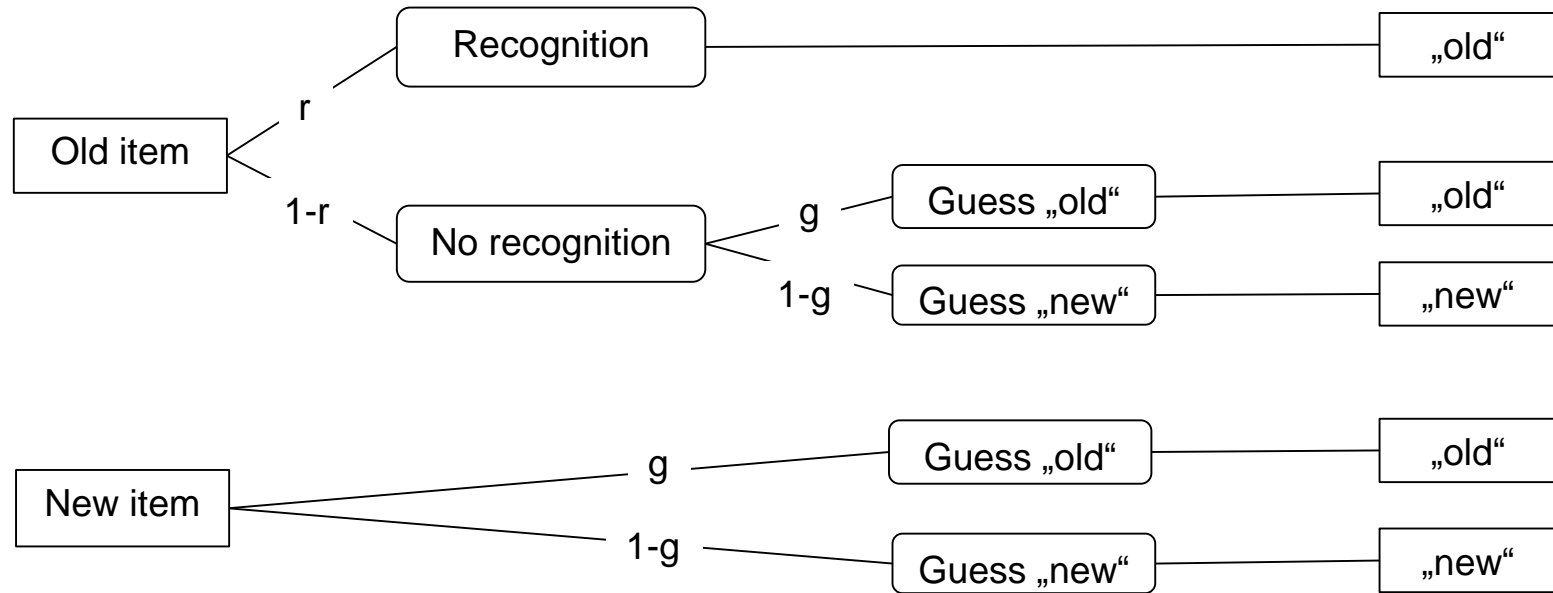 Recognition
„old“
r
Old item
1-r
No recognition
g
Guess „old“
„old“
1-g
Guess „new“
„new“
New item
g
Guess „old“
„old“
1-g
Guess „new“
„new“